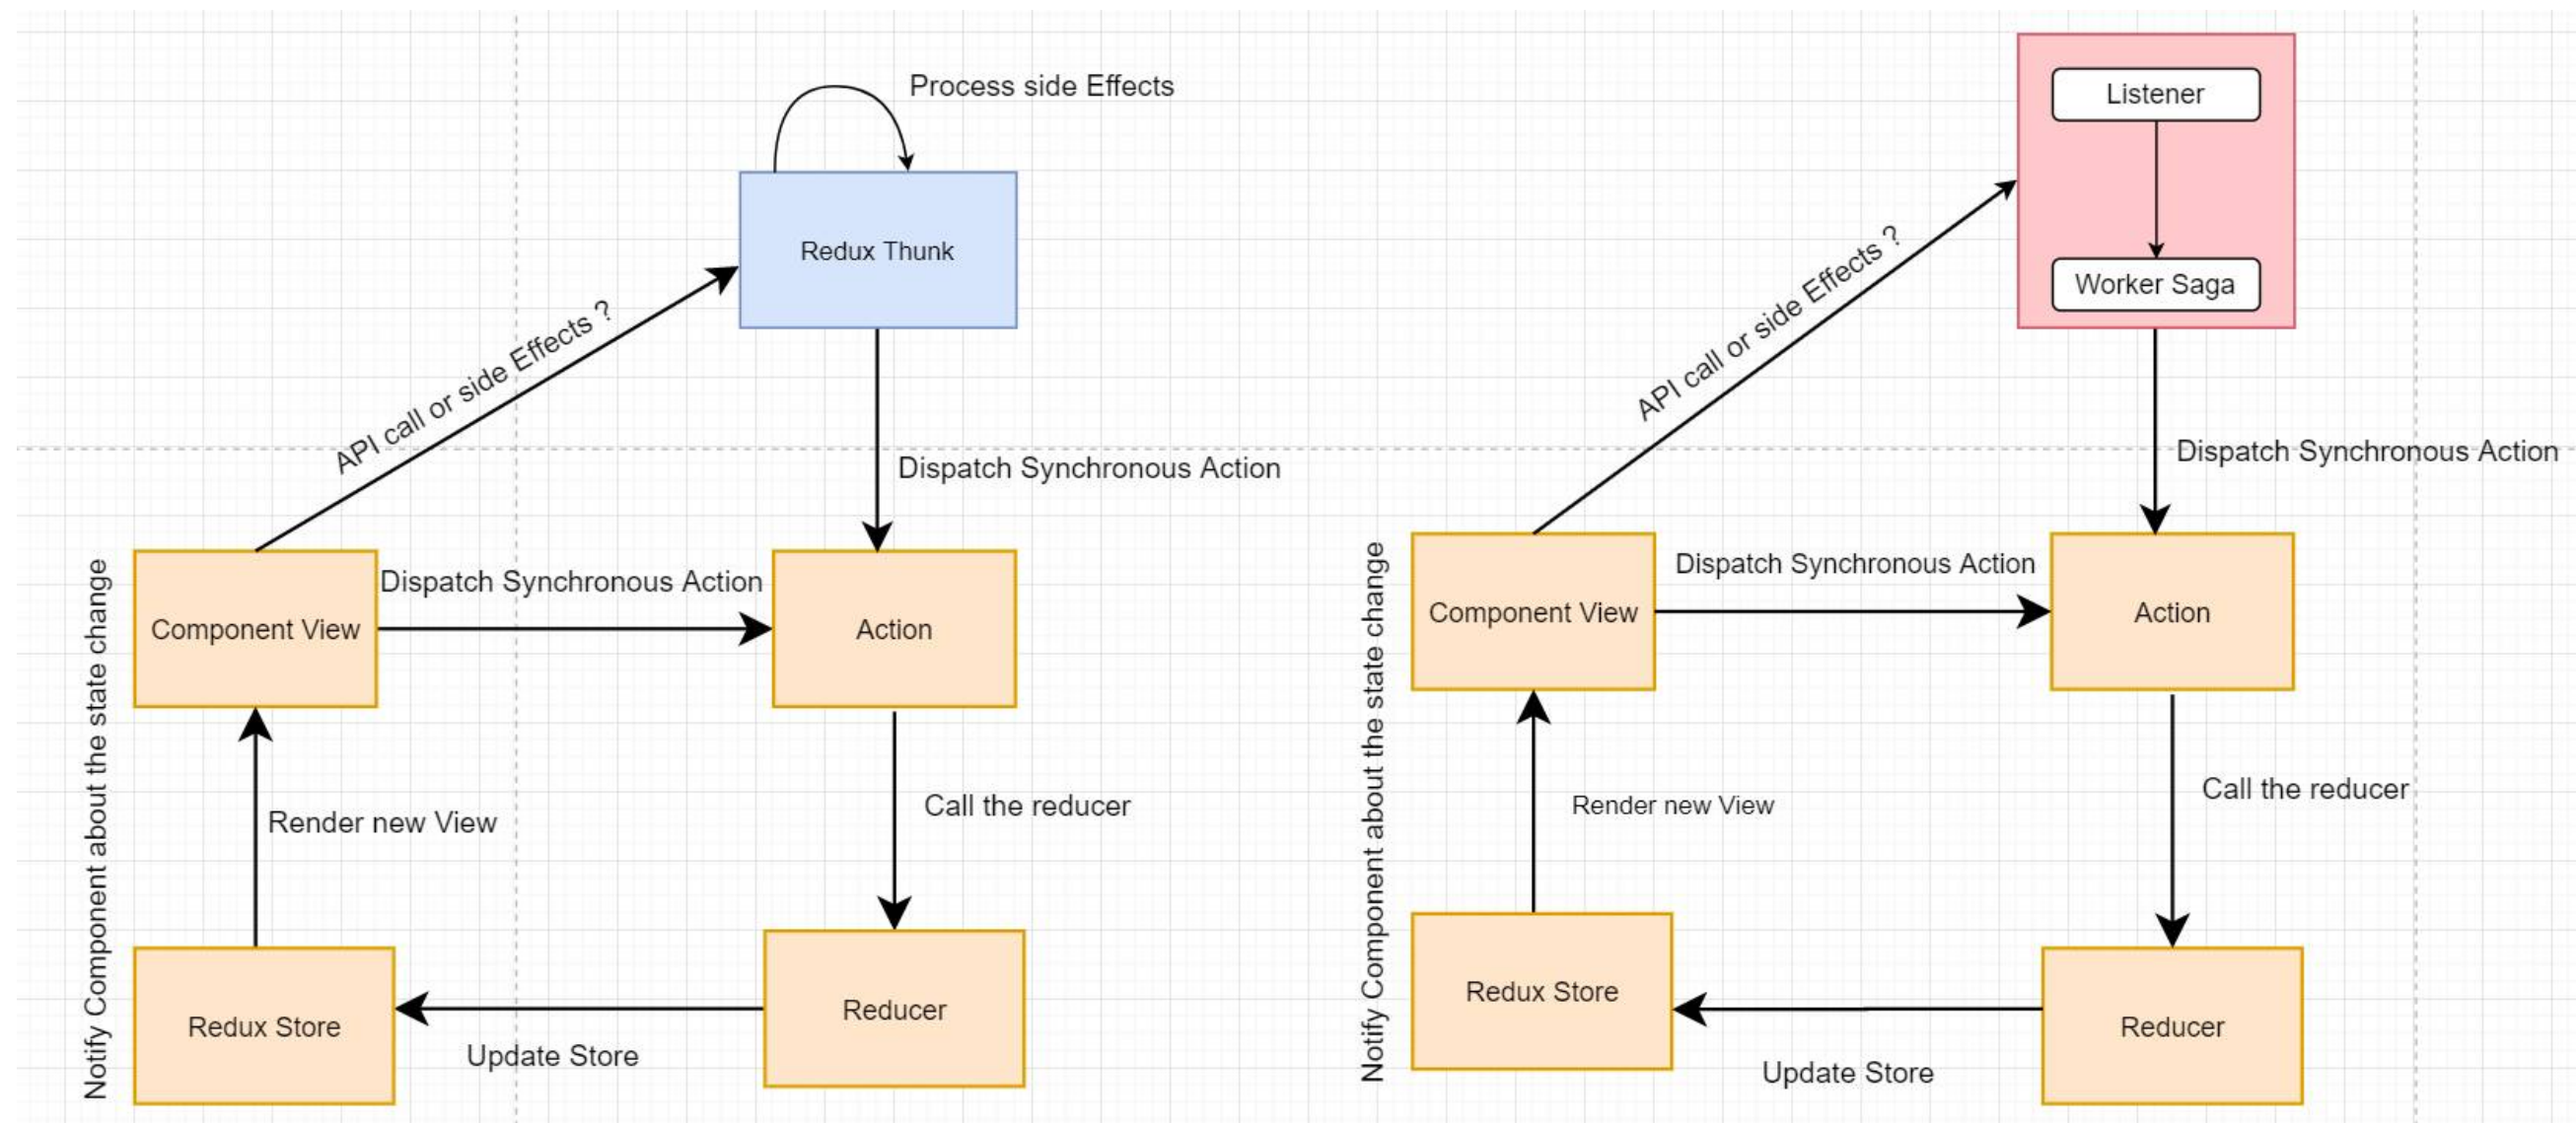 Process side Effects
Redux Thunk
API call or side Effects ?
Dispatch Synchronous Action
Notify Component about the state change
Component View
Dispatch Synchronous Action
Action
Render new View
Call the reducer
Redux Store
Update Store
Reducer
Listener
Worker Saga
API call or side Effects ?
Dispatch Synchronous Action
Notify Component about the state change
Component View
Dispatch Synchronous Action
Action
Render new View
Call the reducer
Redux Store
Update Store
Reducer